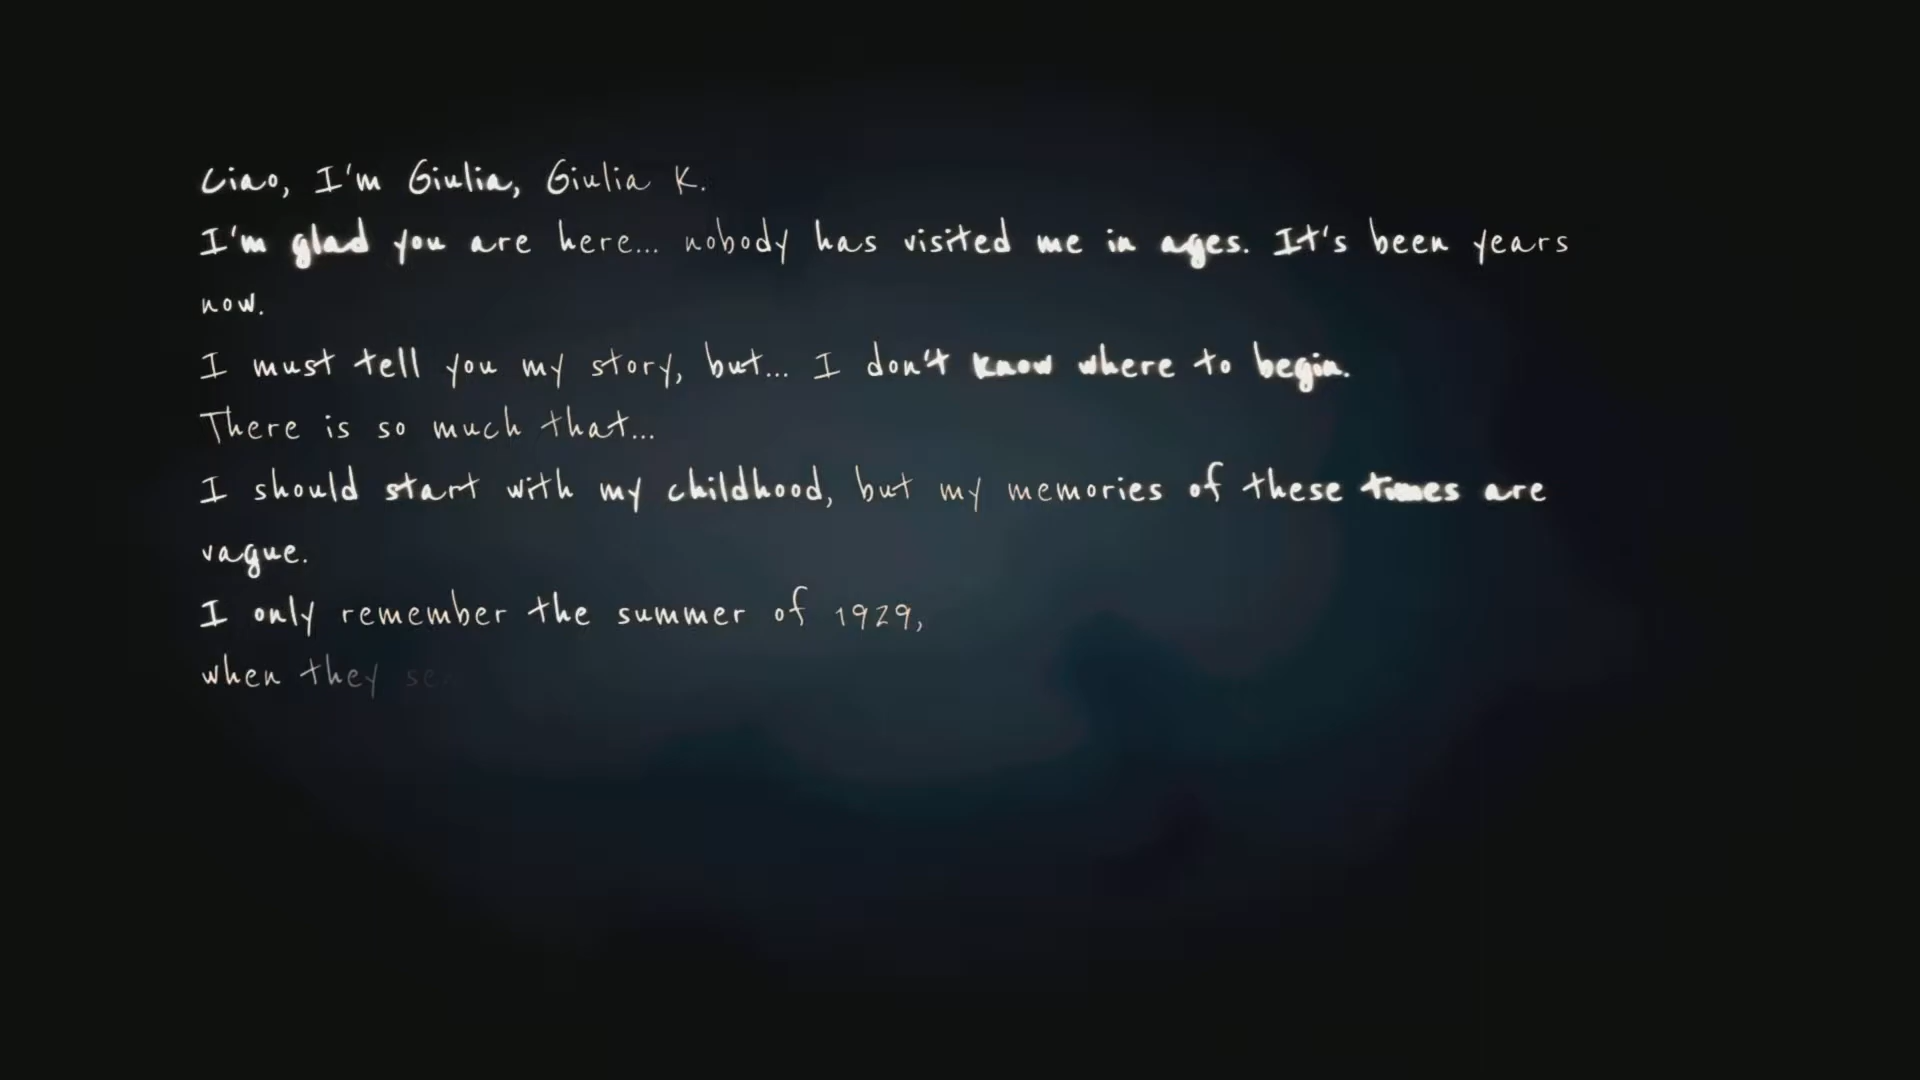 Ciao, I'm Giulia, Giulia K.
I'm glad you are here... nobody has visited me in ages. It's been years
now.
I must tell you my story, but... I don't know where to begin.
There is so much that...
I should start with my childhood, but my memories of these times are
vague.
I only remember the summer of 1929,
when they